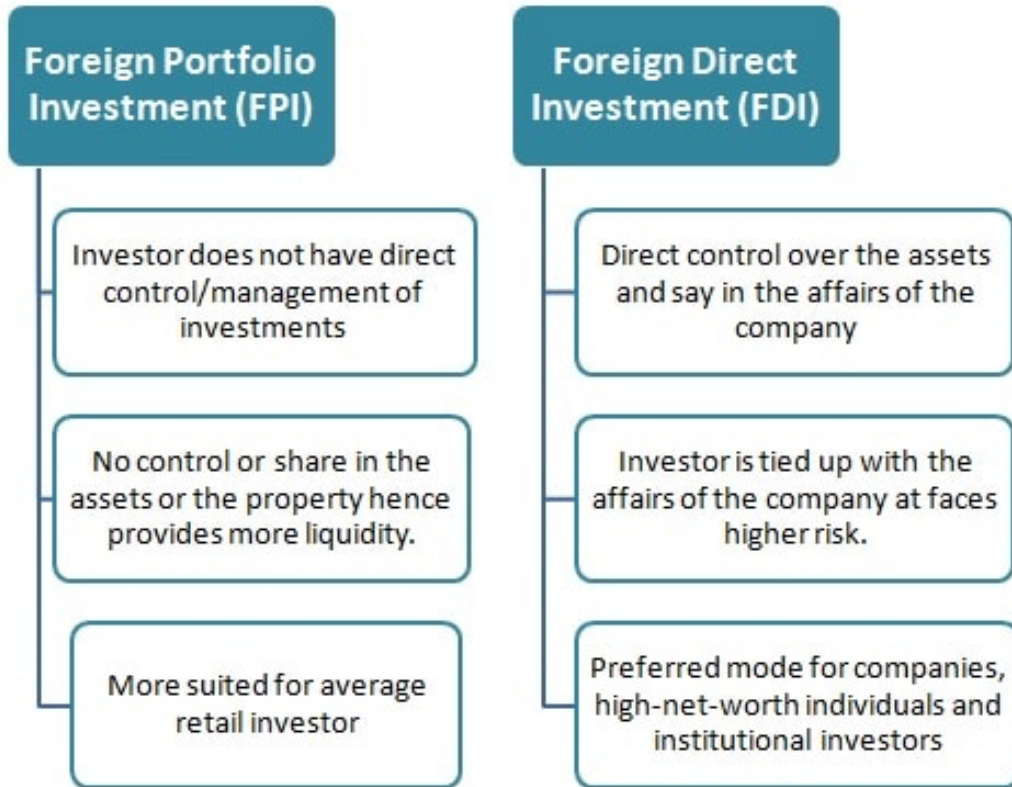 Foreign Portfolio
Investment (FPI)
Investor does not have direct
control/management of
investments
No control or share in the
assets or the property hence
provides more liquidity.
More suited for average
retail investor
Foreign Direct
Investment (FDI)
Direct control over the assets
and say in the affairs of the
company
Investor is tied up with the
affairs of the company at faces
higher risk.
Preferred mode for companies,
high-net-worth individuals and
institutional investors